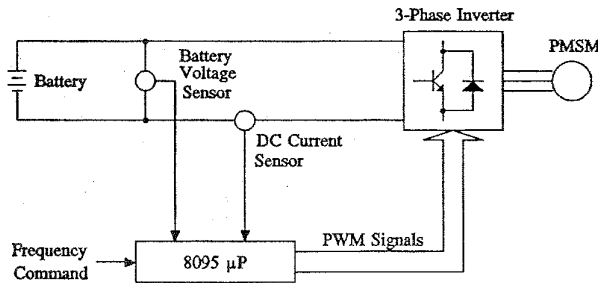 3-Phase Inverter
PMSM
Battery
Battery
Voltage
Sensor
DC Current
Sensor
PWM Signals
Frequency
Command
8095 µP